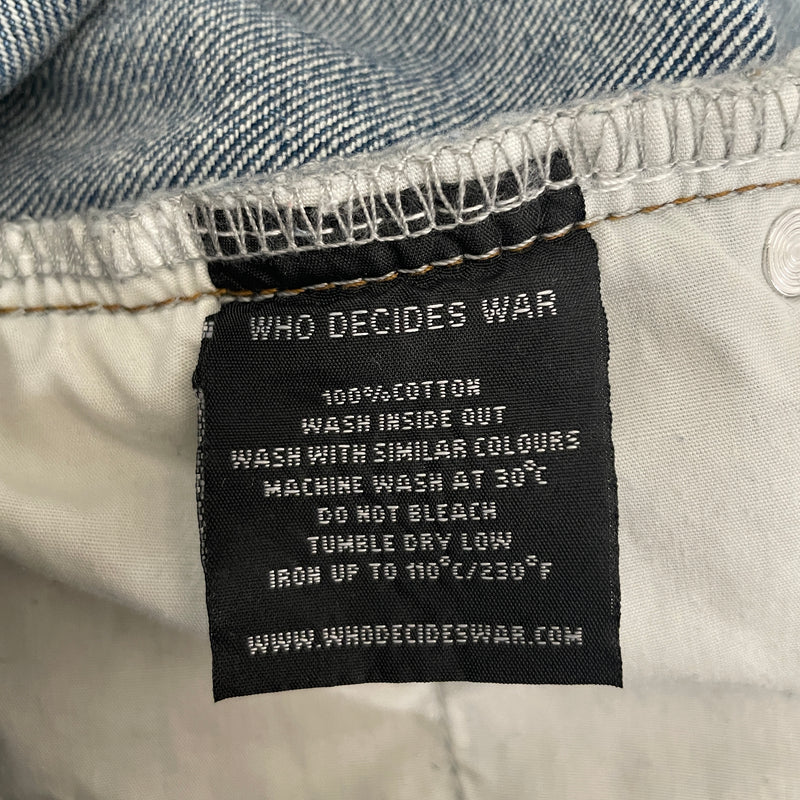 WHO DECIDES WAR
100% COTTON
WASH INSIDE OUT
WASH WITH SIMILAR COLOURS
MACHINE WASH AT 30°C
DO NOT BLEACH
TUMBLE DRY LOW
IRON UP TO 110°C/230°F
WWW.WHODECIDESWAR.COM